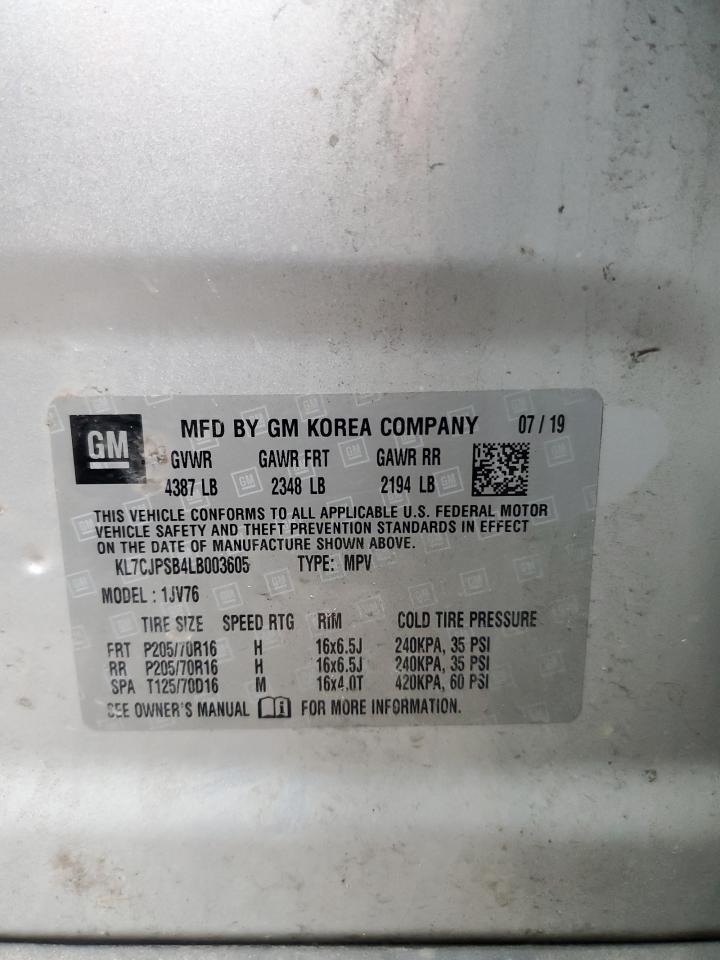 GM MFD BY GM KOREA COMPANY 07 / 19
GVWR GAWR FRT GAWR RR
4387 LB 2348 LB 2194 LB
THIS VEHICLE CONFORMS TO ALL APPLICABLE U.S. FEDERAL MOTOR
VEHICLE SAFETY AND THEFT PREVENTION STANDARDS IN EFFECT
ON THE DATE OF MANUFACTURE SHOWN ABOVE.
KL7CJPSB4LB003605 TYPE: MPV
MODEL : 1JV76
TIRE SIZE SPEED RTG RIM COLD TIRE PRESSURE
FRT P205/70R16 H 16x6.5J 240KPA, 35 PSI
RR P205/70R16 H 16x6.5J 240KPA, 35 PSI
SPA T125/70D16 M 16x4.0T 420KPA, 60 PSI
SEE OWNER'S MANUAL FOR MORE INFORMATION.